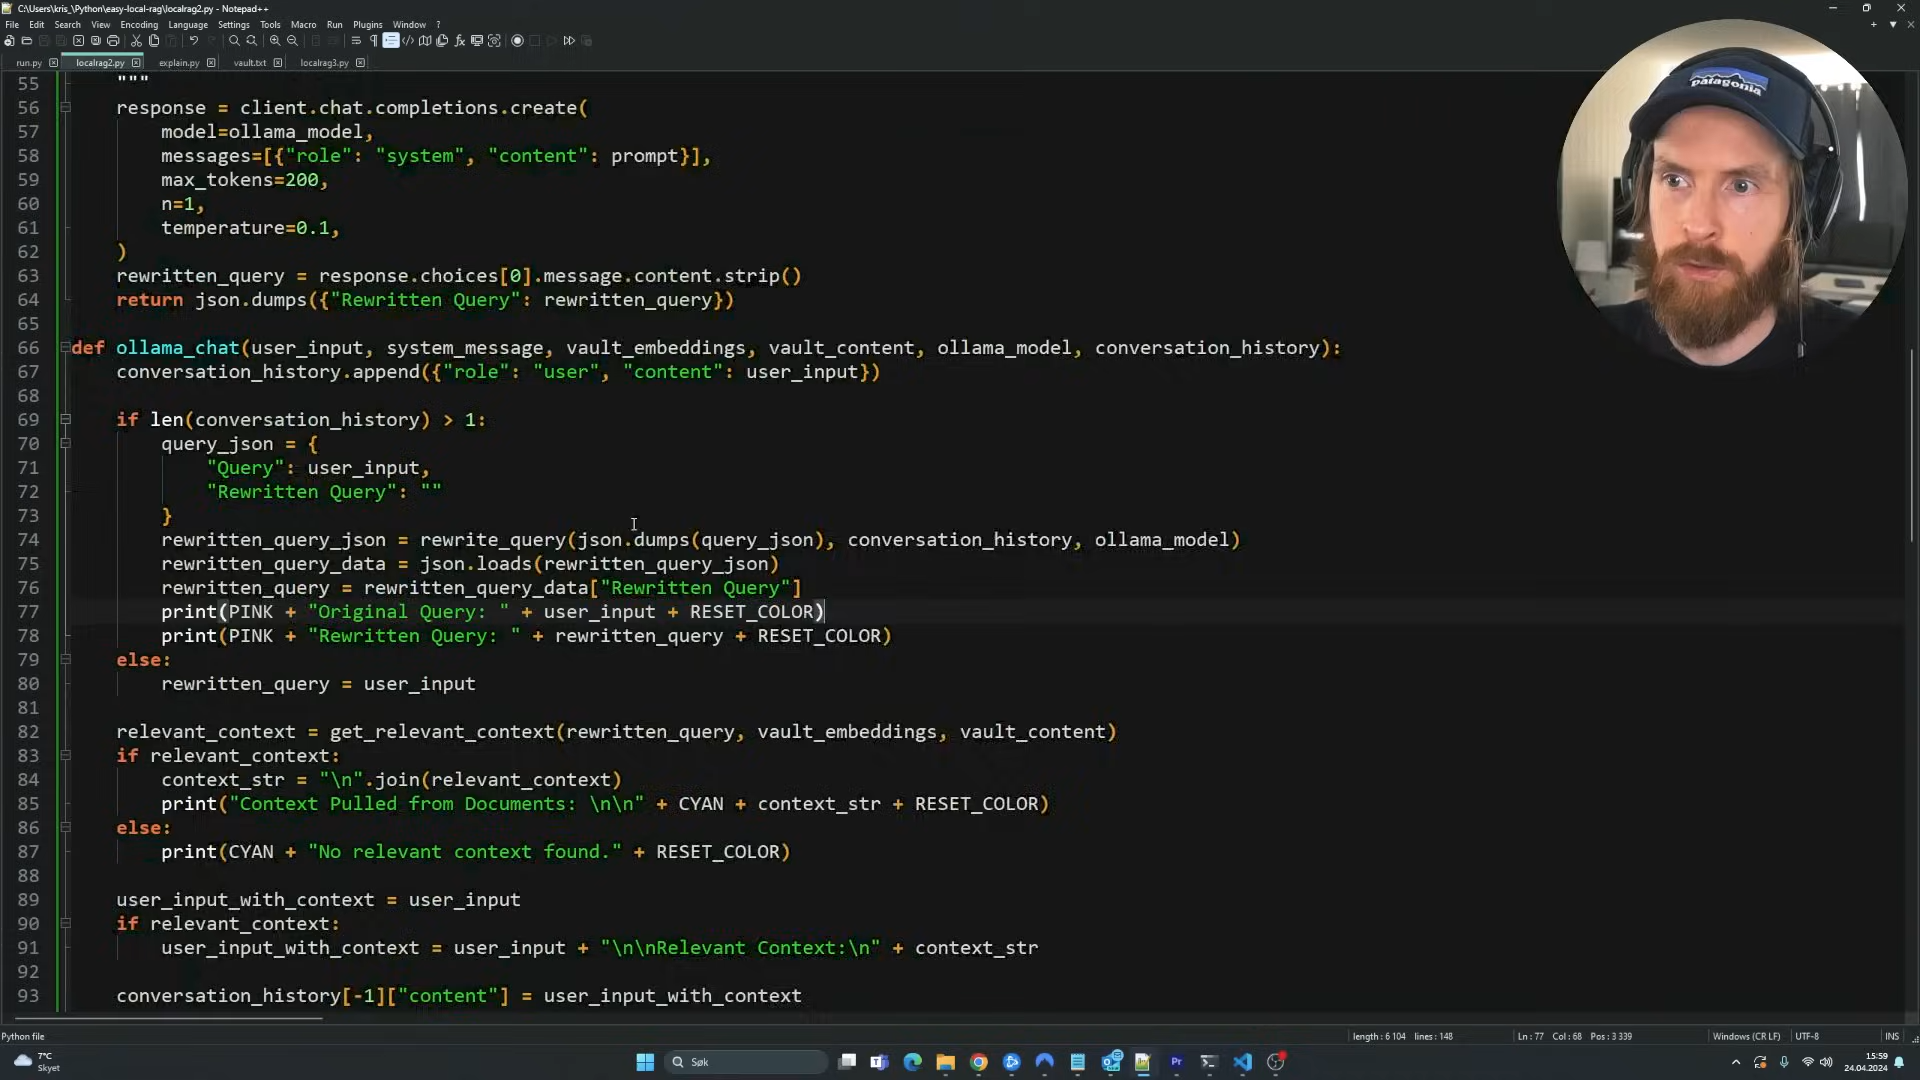 C:\Users\kris_\Python\easy-local-rag\localrag2.py - Notepad++
File Edit Search View Encoding Language Settings Tools Macro Run Plugins Window ?
run.py localrag2.py explain.py vault.txt localrag3.py
patagonia
55 """
56 response = client.chat.completions.create(
57 model=ollama_model,
58 messages=[{"role": "system", "content": prompt}],
59 max_tokens=200,
60 n=1,
61 temperature=0.1,
62 )
63 rewritten_query = response.choices[0].message.content.strip()
64 return json.dumps({"Rewritten Query": rewritten_query})
65
66 def ollama_chat(user_input, system_message, vault_embeddings, vault_content, ollama_model, conversation_history):
67 conversation_history.append({"role": "user", "content": user_input})
68
69 if len(conversation_history) > 1:
70 query_json = {
71 "Query": user_input,
72 "Rewritten Query": ""
73 }
74 rewritten_query_json = rewrite_query(json.dumps(query_json), conversation_history, ollama_model)
75 rewritten_query_data = json.loads(rewritten_query_json)
76 rewritten_query = rewritten_query_data["Rewritten Query"]
77 print(PINK + "Original Query: " + user_input + RESET_COLOR)
78 print(PINK + "Rewritten Query: " + rewritten_query + RESET_COLOR)
79 else:
80 rewritten_query = user_input
81
82 relevant_context = get_relevant_context(rewritten_query, vault_embeddings, vault_content)
83 if relevant_context:
84 context_str = "\n".join(relevant_context)
85 print("Context Pulled from Documents: \n\n" + CYAN + context_str + RESET_COLOR)
86 else:
87 print(CYAN + "No relevant context found." + RESET_COLOR)
88
89 user_input_with_context = user_input
90 if relevant_context:
91 user_input_with_context = user_input + "\n\nRelevant Context:\n" + context_str
92
93 conversation_history[-1]["content"] = user_input_with_context
Python file length : 6 104 lines : 148 Ln : 77 Col : 68 Pos : 3 339 Windows (CR LF) UTF-8 INS
7°C
Skyet
Søk
15:59
24.04.2024